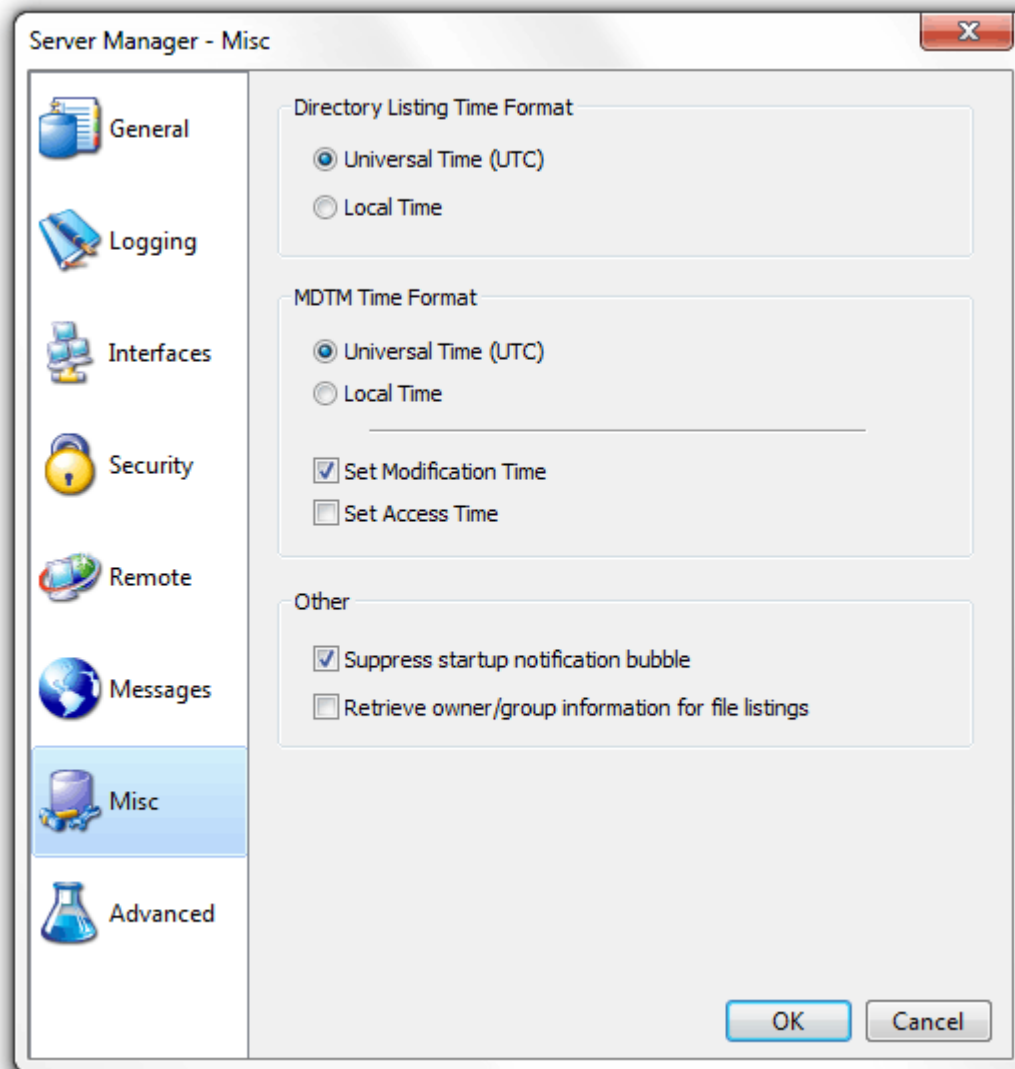 Server Manager - Misc
General
Logging
Interfaces
Security
Remote
Messages
Misc
Advanced
Directory Listing Time Format
Universal Time (UTC)
Local Time
MDTM Time Format
Universal Time (UTC)
Local Time
Set Modification Time
Set Access Time
Other
Suppress startup notification bubble
Retrieve owner/group information for file listings
OK
Cancel